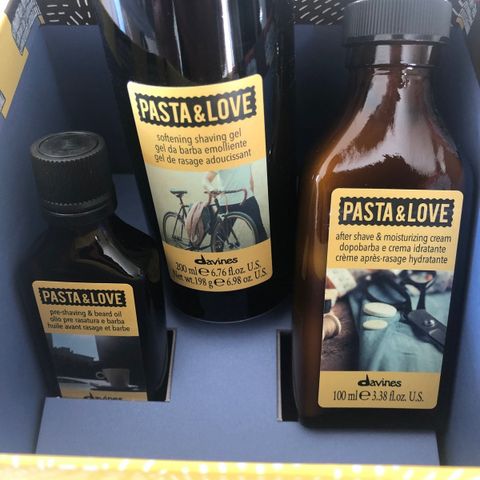 PASTA&LOVE
pre-shaving & beard oil
olio pre rasatura e barba
huile avant rasage et barbe
davines
PASTA&LOVE
softening shaving gel
gel da barba emolliente
gel de rasage adoucissant
davines
200 ml e 6.76 fl.oz. U.S.
Net wt. 198 g e 6.98 oz. U.S.
PASTA&LOVE
after shave & moisturizing cream
dopobarba e crema idratante
crème après-rasage hydratante
davines
100 ml e 3.38 fl.oz. U.S.